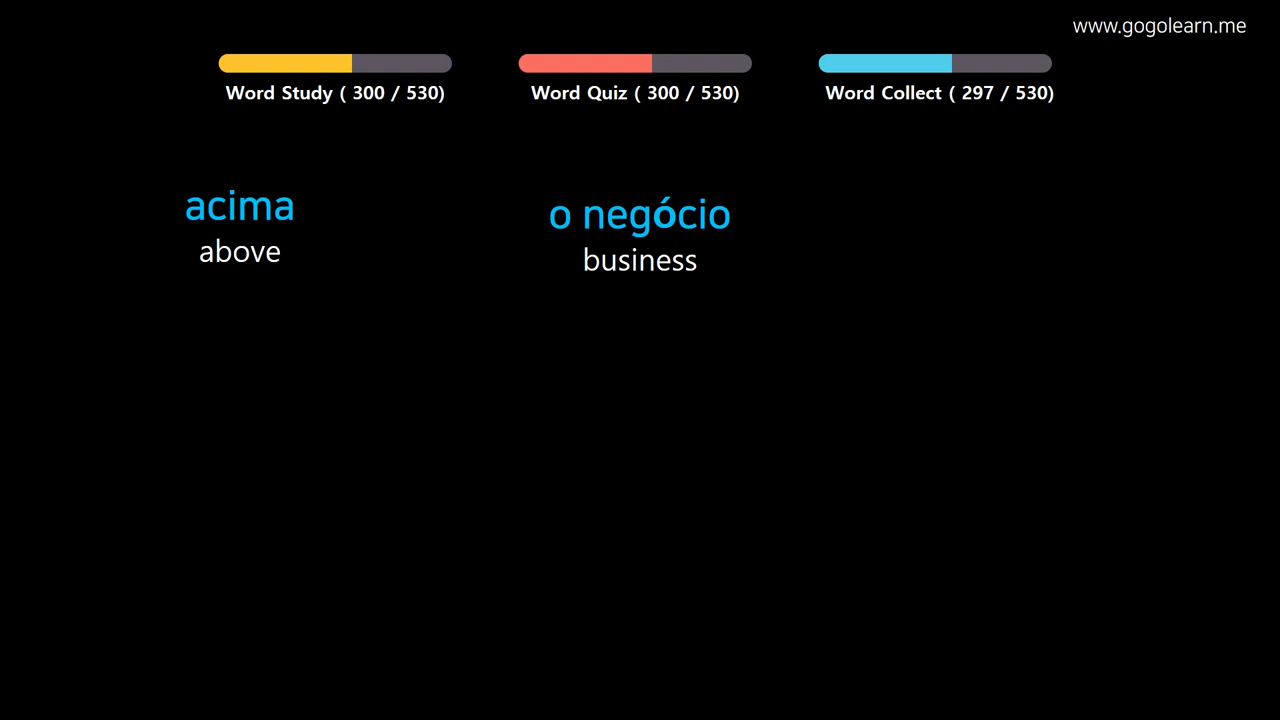 www.gogolearn.me
Word Study ( 300 / 530)
Word Quiz ( 300 / 530)
Word Collect ( 297 / 530)
acima
above
o negócio
business